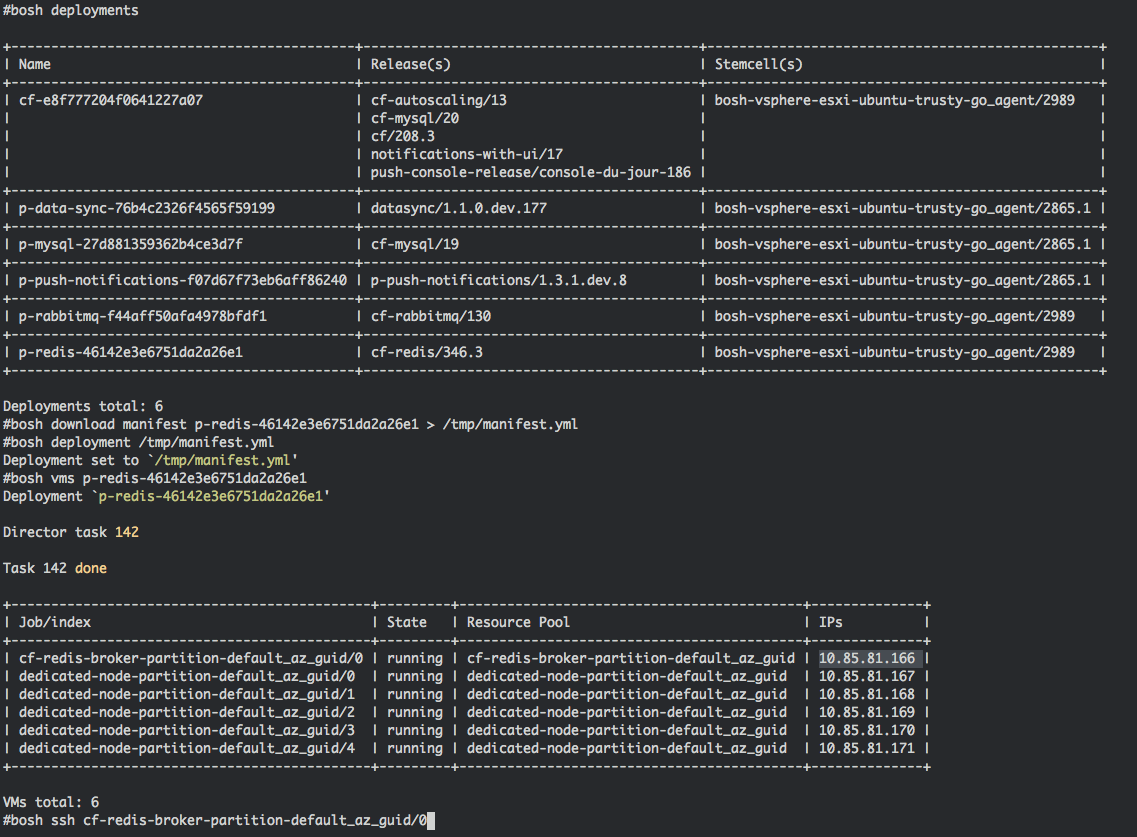 #bosh deployments
+-------------------------------------------+------------------------------------------+-------------------------------------------------+
| Name | Release(s) | Stemcell(s) |
+-------------------------------------------+------------------------------------------+-------------------------------------------------+
| cf-e8f777204f0641227a07 | cf-autoscaling/13 | bosh-vsphere-esxi-ubuntu-trusty-go_agent/2989 |
| | cf-mysql/20 | |
| | cf/208.3 | |
| | notifications-with-ui/17 | |
| | push-console-release/console-du-jour-186 | |
+-------------------------------------------+------------------------------------------+-------------------------------------------------+
| p-data-sync-76b4c2326f4565f59199 | datasync/1.1.0.dev.177 | bosh-vsphere-esxi-ubuntu-trusty-go_agent/2865.1 |
+-------------------------------------------+------------------------------------------+-------------------------------------------------+
| p-mysql-27d881359362b4ce3d7f | cf-mysql/19 | bosh-vsphere-esxi-ubuntu-trusty-go_agent/2865.1 |
+-------------------------------------------+------------------------------------------+-------------------------------------------------+
| p-push-notifications-f07d67f73eb6aff86240 | p-push-notifications/1.3.1.dev.8 | bosh-vsphere-esxi-ubuntu-trusty-go_agent/2865.1 |
+-------------------------------------------+------------------------------------------+-------------------------------------------------+
| p-rabbitmq-f44aff50afa4978bfdf1 | cf-rabbitmq/130 | bosh-vsphere-esxi-ubuntu-trusty-go_agent/2989 |
+-------------------------------------------+------------------------------------------+-------------------------------------------------+
| p-redis-46142e3e6751da2a26e1 | cf-redis/346.3 | bosh-vsphere-esxi-ubuntu-trusty-go_agent/2989 |
+-------------------------------------------+------------------------------------------+-------------------------------------------------+
Deployments total: 6
#bosh download manifest p-redis-46142e3e6751da2a26e1 > /tmp/manifest.yml
#bosh deployment /tmp/manifest.yml
Deployment set to `/tmp/manifest.yml'
#bosh vms p-redis-46142e3e6751da2a26e1
Deployment `p-redis-46142e3e6751da2a26e1'
Director task 142
Task 142 done
+---------------------------------------------+---------+-------------------------------------------+--------------+
| Job/index | State | Resource Pool | IPs |
+---------------------------------------------+---------+-------------------------------------------+--------------+
| cf-redis-broker-partition-default_az_guid/0 | running | cf-redis-broker-partition-default_az_guid | 10.85.81.166 |
| dedicated-node-partition-default_az_guid/0 | running | dedicated-node-partition-default_az_guid | 10.85.81.167 |
| dedicated-node-partition-default_az_guid/1 | running | dedicated-node-partition-default_az_guid | 10.85.81.168 |
| dedicated-node-partition-default_az_guid/2 | running | dedicated-node-partition-default_az_guid | 10.85.81.169 |
| dedicated-node-partition-default_az_guid/3 | running | dedicated-node-partition-default_az_guid | 10.85.81.170 |
| dedicated-node-partition-default_az_guid/4 | running | dedicated-node-partition-default_az_guid | 10.85.81.171 |
+---------------------------------------------+---------+-------------------------------------------+--------------+
VMs total: 6
#bosh ssh cf-redis-broker-partition-default_az_guid/0